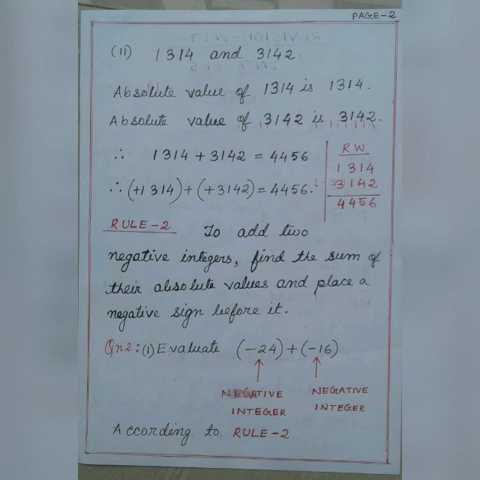 PAGE-2
(ii) 1314 and 3142.
Absolute value of 1314 is 1314.
Absolute value of 3142 is 3142.
∴ 1314 + 3142 = 4456
∴ (+1314) + (+3142) = 4456.
RW
1314
3142
4456
RULE-2 To add two
negative integers, find the sum of
their absolute values and place a
negative sign before it.
Qn2:(i) Evaluate (-24)+(-16)
NEGATIVE INTEGER
NEGATIVE INTEGER
According to RULE-2